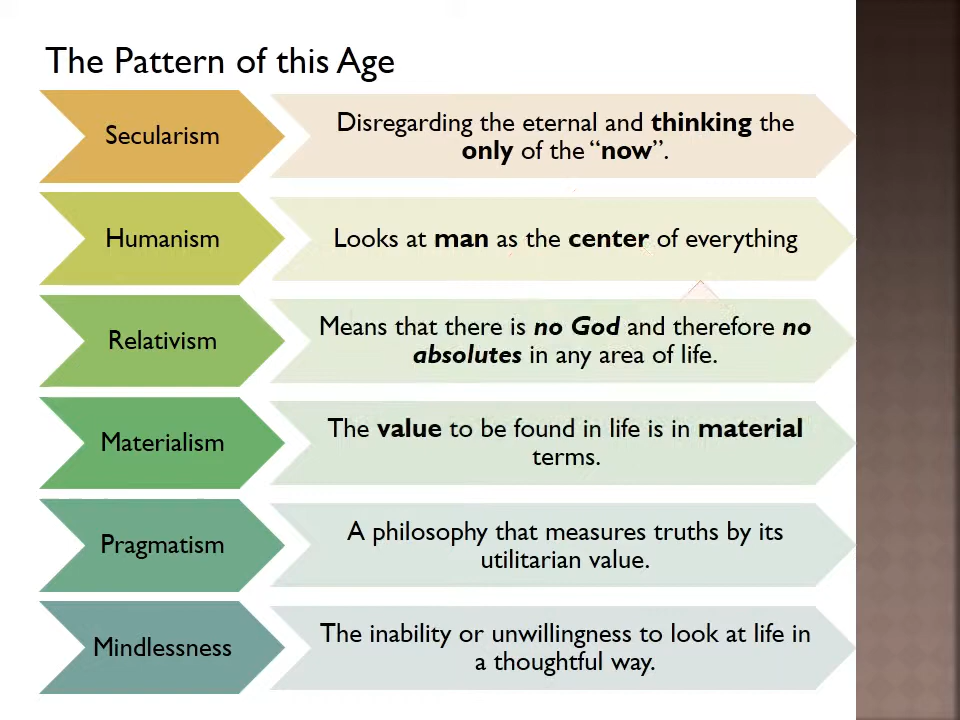 The Pattern of this Age
Secularism
Disregarding the eternal and thinking the
only of the “now”.
Humanism
Looks at man as the center of everything
Relativism
Means that there is no God and therefore no
absolutes in any area of life.
Materialism
The value to be found in life is in material
terms.
Pragmatism
A philosophy that measures truths by its
utilitarian value.
Mindlessness
The inability or unwillingness to look at life in
a thoughtful way.